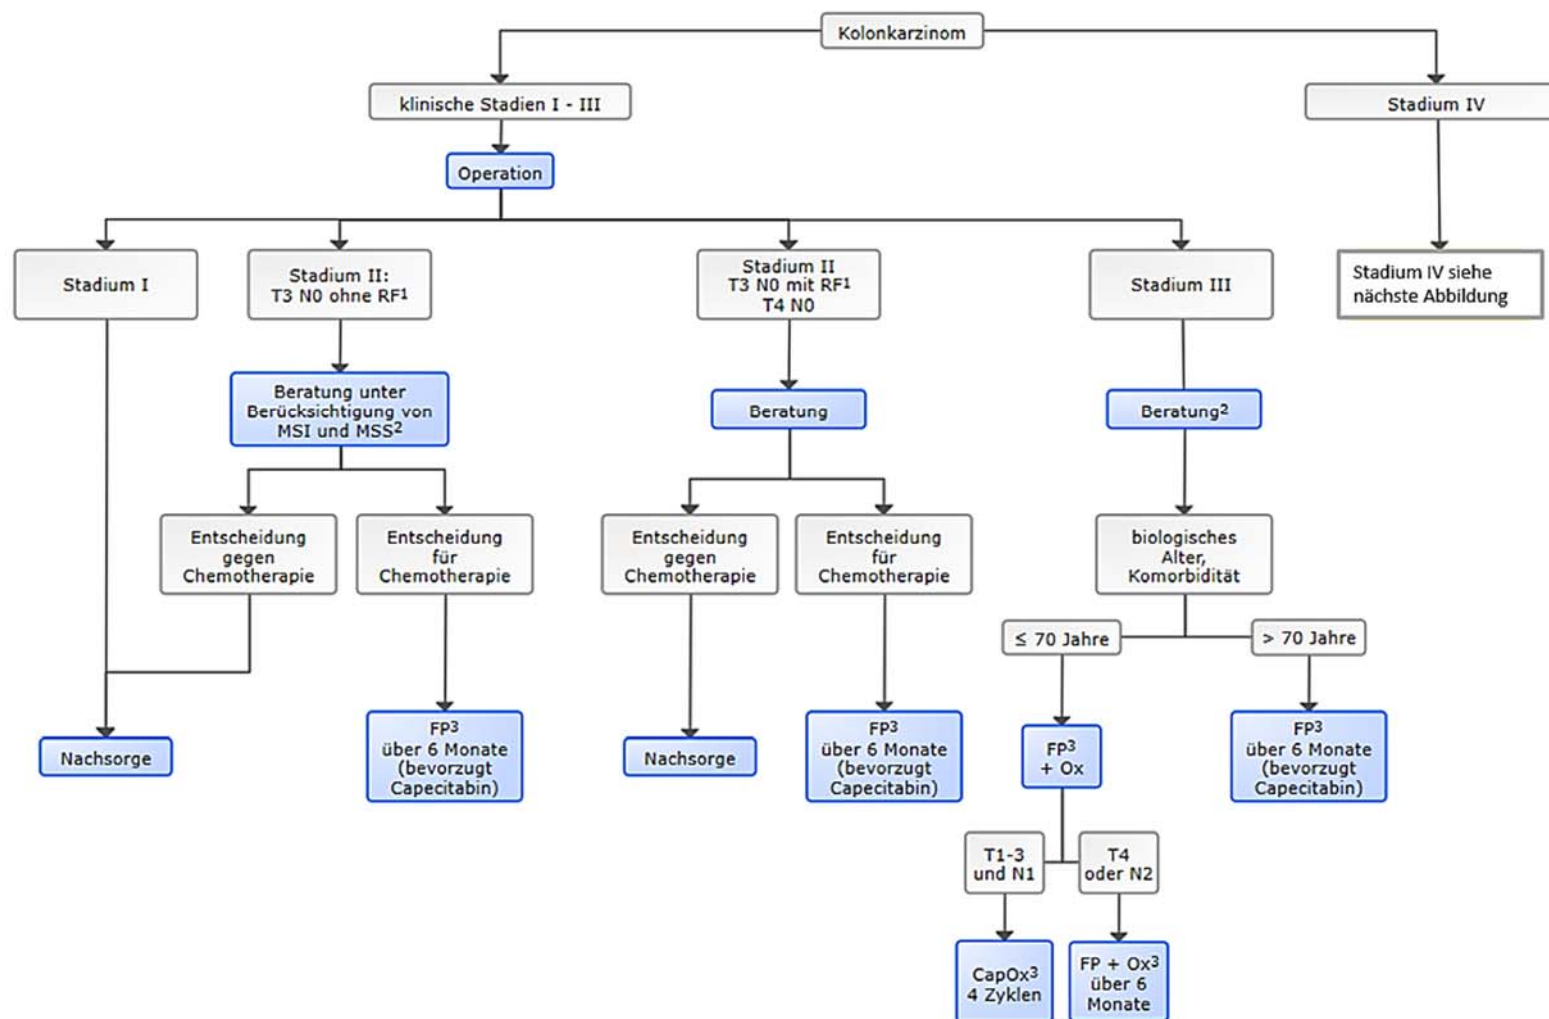 Kolonkarzinom
klinische Stadien I - III
Stadium IV
Operation
Stadium I
Stadium II:
T3 N0 ohne RF¹
Stadium II
T3 N0 mit RF¹
T4 N0
Stadium III
Stadium IV siehe
nächste Abbildung
Beratung unter
Berücksichtigung von
MSI und MSS²
Beratung
Beratung²
Entscheidung
gegen
Chemotherapie
Entscheidung
für
Chemotherapie
Entscheidung
gegen
Chemotherapie
Entscheidung
für
Chemotherapie
biologisches
Alter,
Komorbidität
≤ 70 Jahre
> 70 Jahre
Nachsorge
FP³
über 6 Monate
(bevorzugt
Capecitabin)
Nachsorge
FP³
über 6 Monate
(bevorzugt
Capecitabin)
FP³
+ Ox
FP³
über 6 Monate
(bevorzugt
Capecitabin)
T1-3
und N1
T4
oder N2
CapOx³
4 Zyklen
FP + Ox³
über 6
Monate